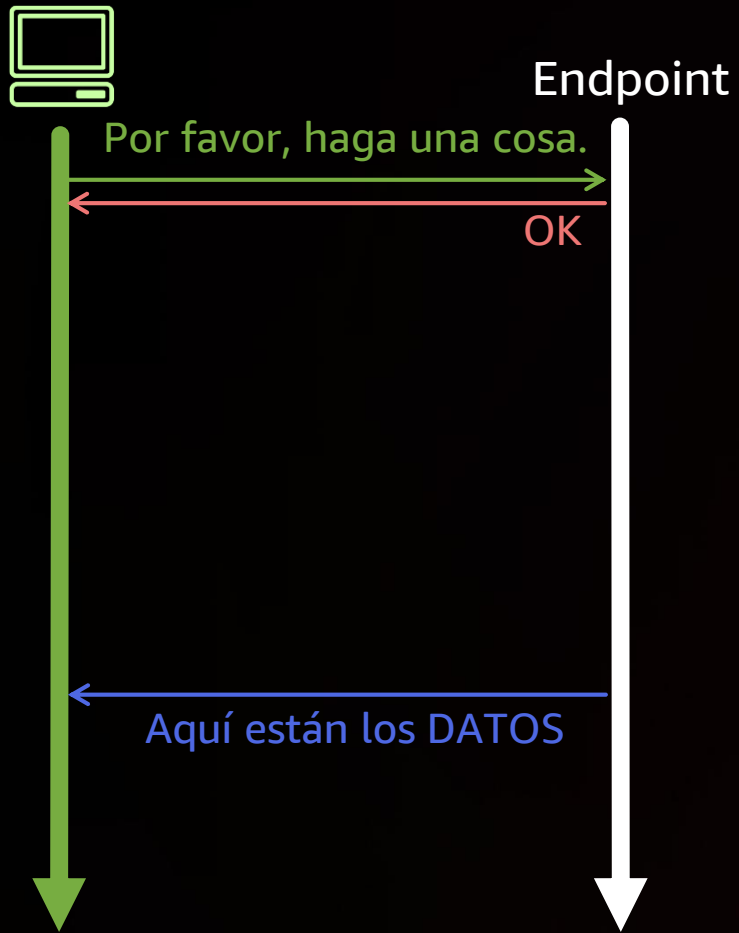 Endpoint
Por favor, haga una cosa.
OK
Aquí están los DATOS